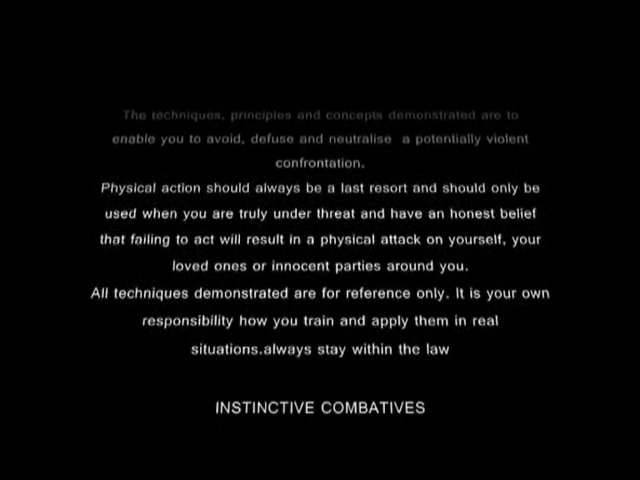 The techniques, principles and concepts demonstrated are to
enable you to avoid, defuse and neutralise a potentially violent
confrontation.
Physical action should always be a last resort and should only be
used when you are truly under threat and have an honest belief
that failing to act will result in a physical attack on yourself, your
loved ones or innocent parties around you.
All techniques demonstrated are for reference only. It is your own
responsibility how you train and apply them in real
situations.always stay within the law
INSTINCTIVE COMBATIVES